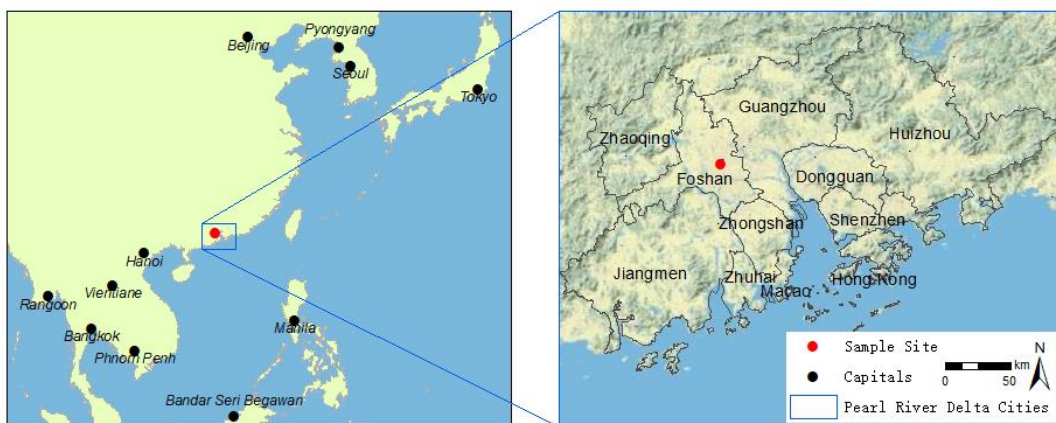 Beijing
Pyongyang
Seoul
Tokyo
Hanoi
Vientiane
Rangoon
Bangkok
Manila
Phnom Penh
Bandar Seri Begawan
Guangzhou
Zhaoqing
Huizhou
Foshan
Dongguan
Zhongshan
Shenzhen
Jiangmen
Zhuhai
Macao
Hong Kong
Sample Site
Capitals
Pearl River Delta Cities
N
km
0 50